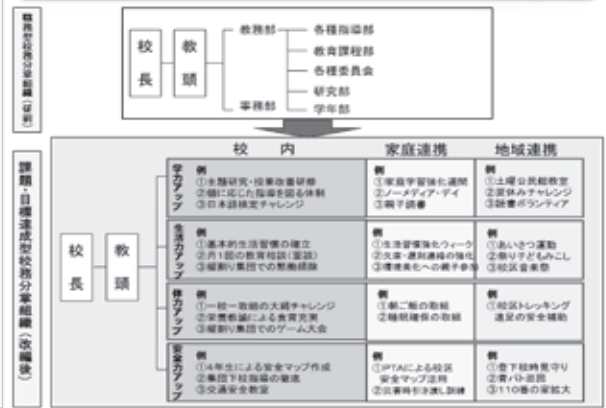 職務型校務分掌組織(従前)
校長
教頭
教務部
各種指導部
教育課程部
各種委員会
研究部
事務部
学年部
課題・目標達成型校務分掌組織(改編後)
校長
教頭
校内
家庭連携
地域連携
学力アップ
例
①主題研究・授業改善研修
②個に応じた指導を図る体制
③日本語検定チャレンジ
例
①家庭学習強化週間
②ノーメディア・デイ
③親子読書
例
①土曜公民館教室
②夏休みチャレンジ
③読書ボランティア
生活力アップ
例
①基本的生活習慣の確立
②月1回の教育相談(面談)
③縦割り集団での
例
①生活習慣強化ウィーク
②欠席・遅刻連絡の強化
③環境美化への親子参加
例
①あいさつ運動
②祭り子どもみこし
③校区音楽祭
体力アップ
例
①一校一取組の大縄チャレンジ
②栄養教諭による食育充実
③縦割り集団でのゲーム大会
例
①朝ご飯の取組
②睡眠確保の取組
例
①校区トレッキング
遠足の安全補助
安全力アップ
例
①4年生による安全マップ作成
②集団下校指導の徹底
③交通安全教室
例
①PTAによる校区
安全マップ活用
②災害時引き渡し訓練
例
①登下校時見守り
②青パト巡回
③110番の家拡大